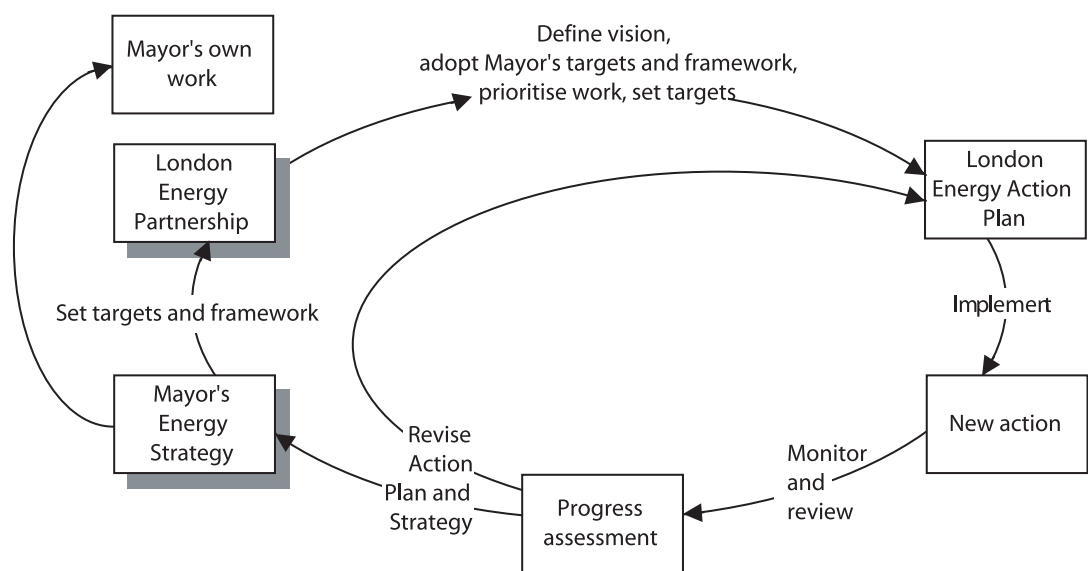 Mayor's own
work
Define vision,
adopt Mayor's targets and framework,
prioritise work, set targets
London
Energy
Partnership
London
Energy Action
Plan
Set targets and framework
Implemert
Mayor's
Energy
Strategy
New action
Revise
Action
Plan and
Strategy
Monitor
and
review
Progress
assessment